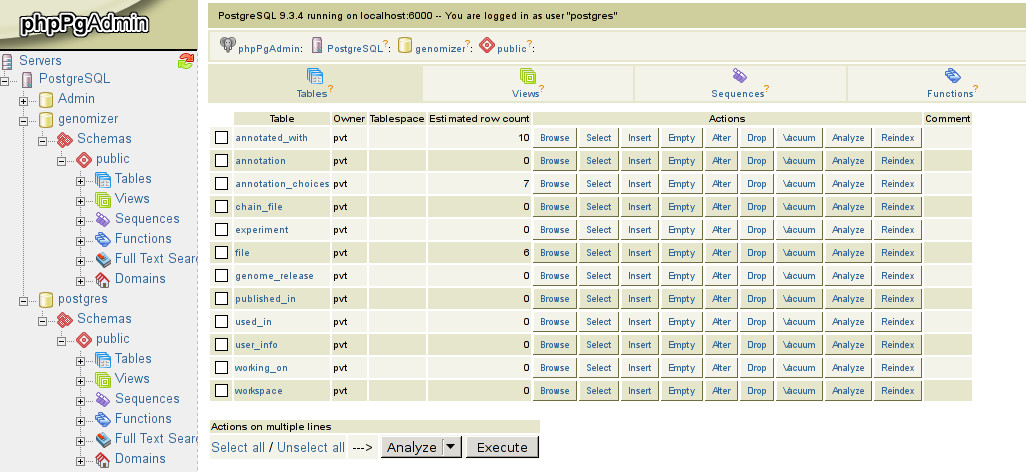 phpPgAdmin
Servers
PostgreSQL
Admin
genomizer
Schemas
public
Tables
Views
Sequences
Functions
Full Text Sear
Domains
postgres
Schemas
public
Tables
Views
Sequences
Functions
Full Text Sear
Domains
PostgreSQL 9.3.4 running on localhost:6000 -- You are logged in as user "postgres"
phpPgAdmin: PostgreSQL?: genomizer?: public?:
Tables? Views? Sequences? Functions?
Table Owner Tablespace Estimated row count Actions Comment
annotated_with pvt 10 Browse Select Insert Empty Alter Drop Vacuum Analyze Reindex
annotation pvt 0 Browse Select Insert Empty Alter Drop Vacuum Analyze Reindex
annotation_choices pvt 7 Browse Select Insert Empty Alter Drop Vacuum Analyze Reindex
chain_file pvt 0 Browse Select Insert Empty Alter Drop Vacuum Analyze Reindex
experiment pvt 0 Browse Select Insert Empty Alter Drop Vacuum Analyze Reindex
file pvt 6 Browse Select Insert Empty Alter Drop Vacuum Analyze Reindex
genome_release pvt 0 Browse Select Insert Empty Alter Drop Vacuum Analyze Reindex
published_in pvt 0 Browse Select Insert Empty Alter Drop Vacuum Analyze Reindex
used_in pvt 0 Browse Select Insert Empty Alter Drop Vacuum Analyze Reindex
user_info pvt 0 Browse Select Insert Empty Alter Drop Vacuum Analyze Reindex
working_on pvt 0 Browse Select Insert Empty Alter Drop Vacuum Analyze Reindex
workspace pvt 0 Browse Select Insert Empty Alter Drop Vacuum Analyze Reindex
Actions on multiple lines
Select all / Unselect all ---> Analyze Execute